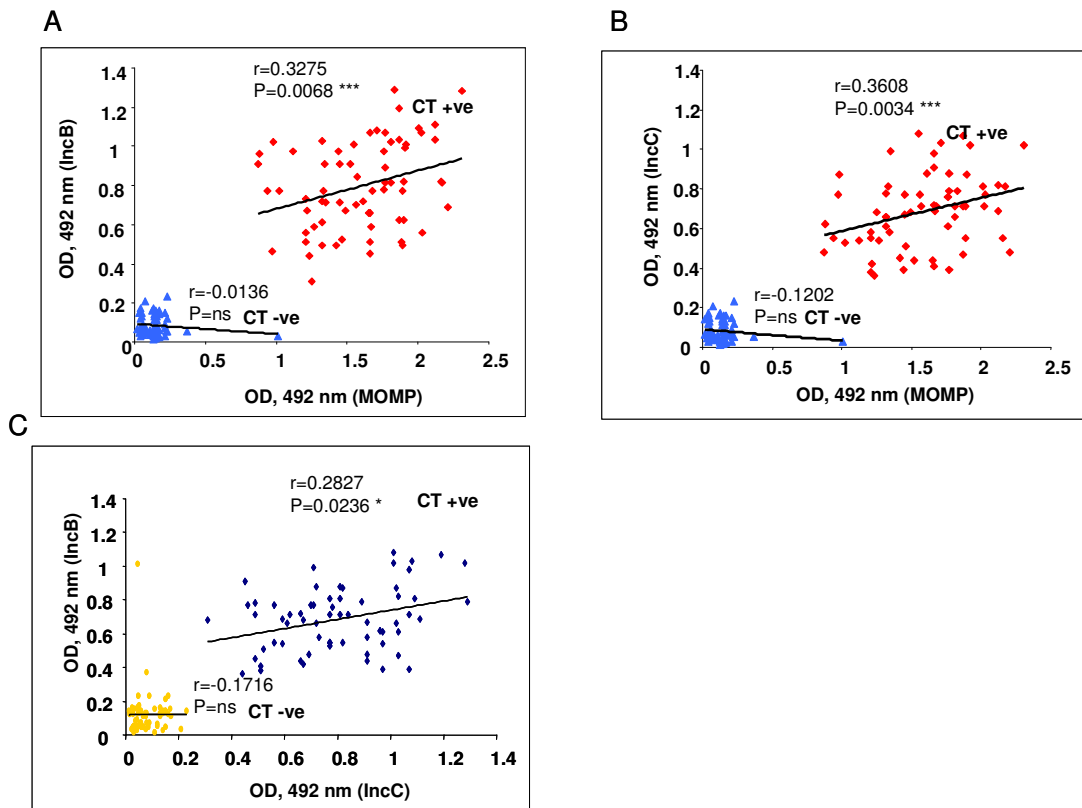 A
r=0.3275
P=0.0068 ***
CT +ve
1.4
1.2
1
0.8
0.6
0.4
0.2
0
OD, 492 nm (IncB)
r=-0.0136
P=ns CT -ve
0 0.5 1 1.5 2 2.5
OD, 492 nm (MOMP)
B
r=0.3608
P=0.0034 ***
CT +ve
1.4
1.2
1
0.8
0.6
0.4
0.2
0
OD, 492 nm (IncC)
r=-0.1202
P=ns CT -ve
0 0.5 1 1.5 2 2.5
OD, 492 nm (MOMP)
C
r=0.2827
P=0.0236 *
CT +ve
1.4
1.2
1
0.8
0.6
0.4
0.2
0
OD, 492 nm (IncB)
r=-0.1716
P=ns CT -ve
0 0.2 0.4 0.6 0.8 1 1.2 1.4
OD, 492 nm (IncC)